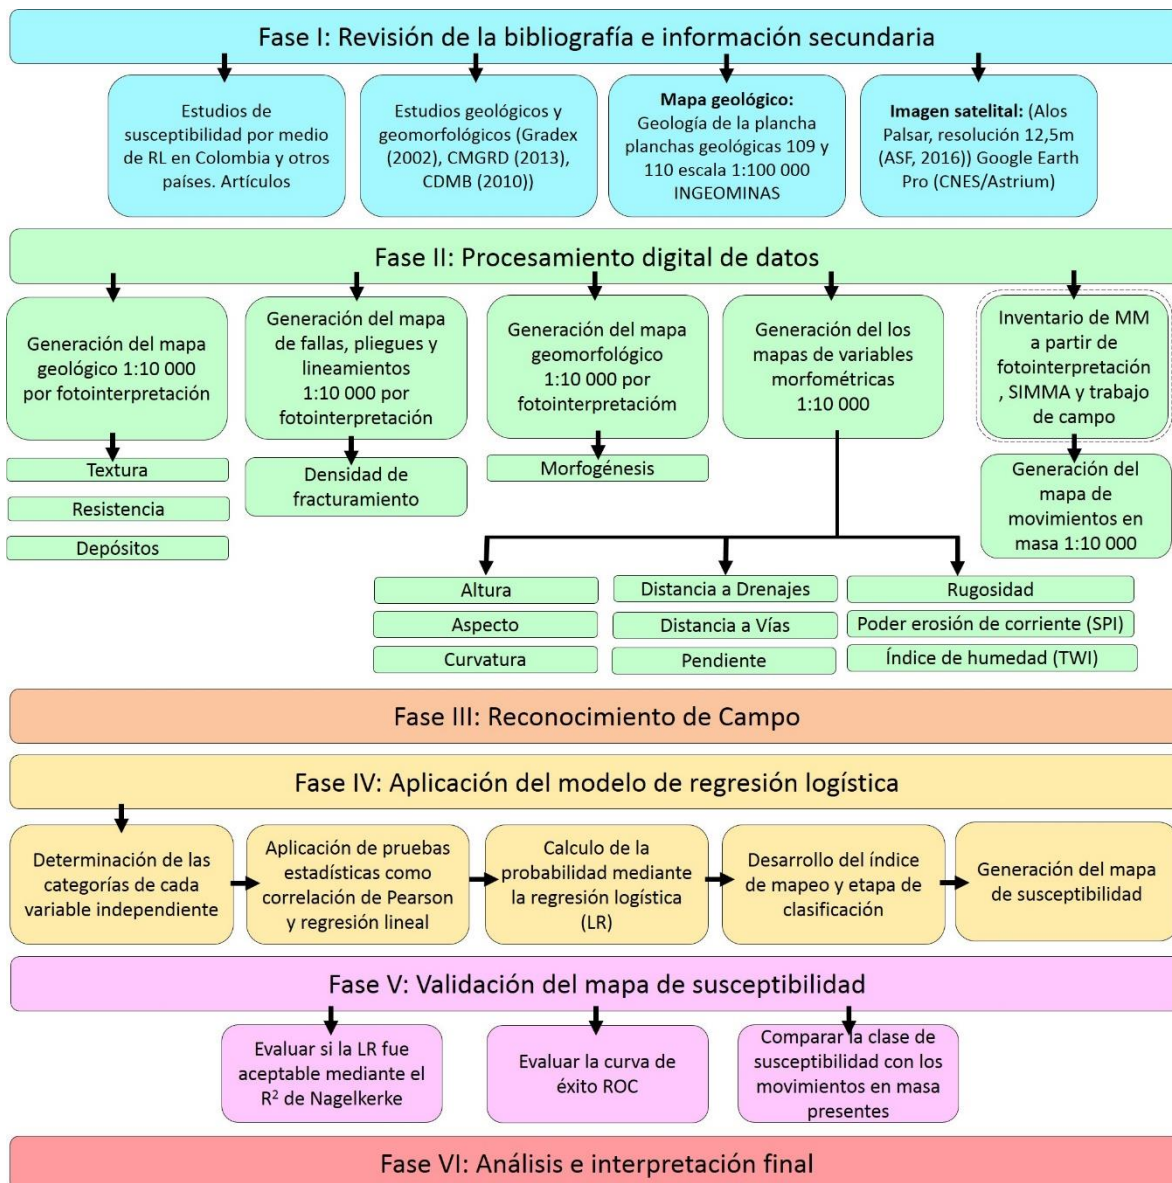 Fase I: Revisión de la bibliografía e información secundaria
Estudios de
susceptibilidad por medio
de RL en Colombia y otros
países. Artículos
Estudios geológicos y
geomorfológicos (Gradex
(2002), CMGRD (2013),
CDMB (2010))
Mapa geológico:
Geología de la plancha
planchas geológicas 109 y
110 escala 1:100 000
INGEOMINAS
Imagen satelital: (Alos
Palsar, resolución 12,5m
(ASF, 2016)) Google Earth
Pro (CNES/Astrium)
Fase II: Procesamiento digital de datos
Generación del mapa
geológico 1:10 000
por fotointerpretación
Generación del mapa
de fallas, pliegues y
lineamientos
1:10 000 por
fotointerpretación
Generación del mapa
geomorfológico
1:10 000 por
fotointerpretacióm
Generación del los
mapas de variables
morfométricas
1:10 000
Inventario de MM
a partir de
fotointerpretación
, SIMMA y trabajo
de campo
Textura
Resistencia
Depósitos
Densidad de
fracturamiento
Morfogénesis
Generación del
mapa de
movimientos en
masa 1:10 000
Altura
Aspecto
Curvatura
Distancia a Drenajes
Distancia a Vías
Pendiente
Rugosidad
Poder erosión de corriente (SPI)
Índice de humedad (TWI)
Fase III: Reconocimiento de Campo
Fase IV: Aplicación del modelo de regresión logística
Determinación de las
categorías de cada
variable independiente
Aplicación de pruebas
estadísticas como
correlación de Pearson
y regresión lineal
Calculo de la
probabilidad mediante
la regresión logística
(LR)
Desarrollo del índice
de mapeo y etapa de
clasificación
Generación del mapa
de susceptibilidad
Fase V: Validación del mapa de susceptibilidad
Evaluar si la LR fue
aceptable mediante el
R² de Nagelkerke
Evaluar la curva de
éxito ROC
Comparar la clase de
susceptibilidad con los
movimientos en masa
presentes
Fase VI: Análisis e interpretación final